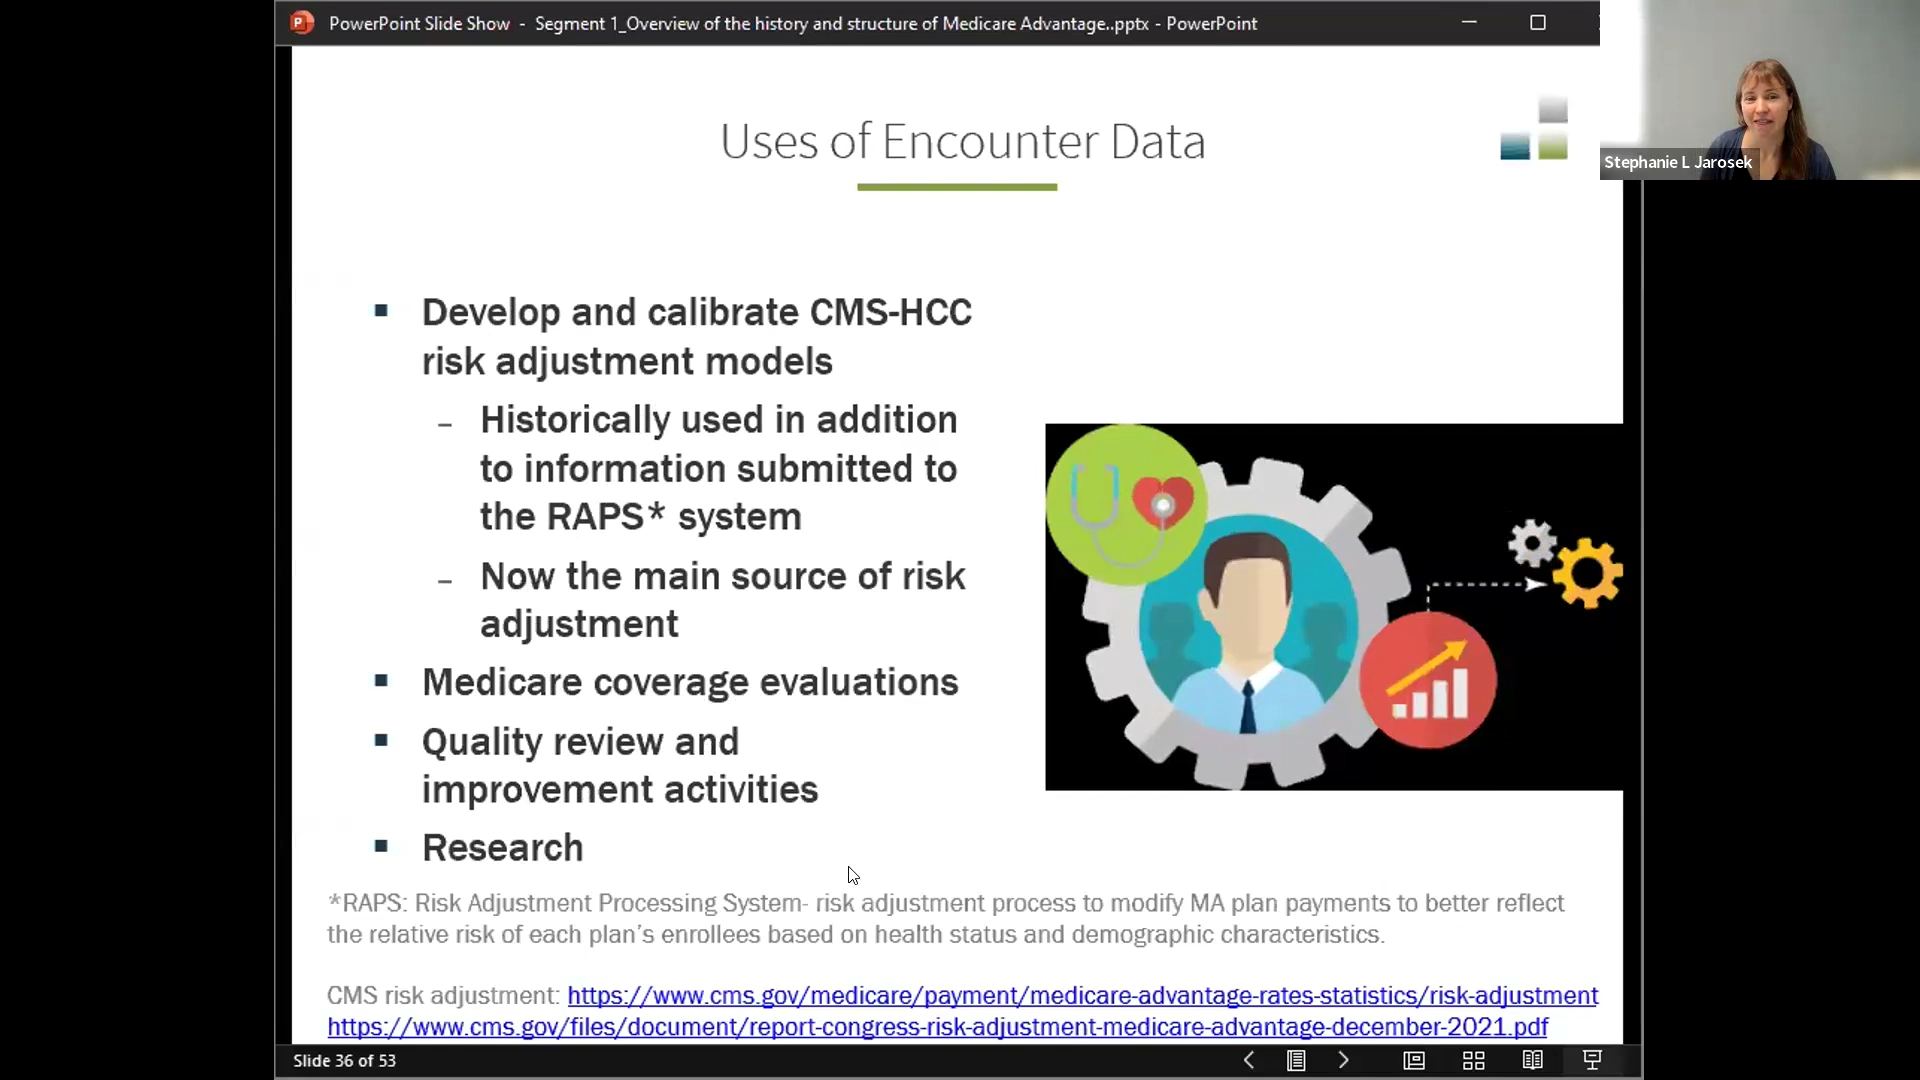 PowerPoint Slide Show - Segment 1_Overview of the history and structure of Medicare Advantage..pptx - PowerPoint
Stephanie L Jarosek
Uses of Encounter Data
▪ Develop and calibrate CMS-HCC
risk adjustment models
– Historically used in addition
to information submitted to
the RAPS* system
– Now the main source of risk
adjustment
▪ Medicare coverage evaluations
▪ Quality review and
improvement activities
▪ Research
*RAPS: Risk Adjustment Processing System- risk adjustment process to modify MA plan payments to better reflect
the relative risk of each plan's enrollees based on health status and demographic characteristics.
CMS risk adjustment: https://www.cms.gov/medicare/payment/medicare-advantage-rates-statistics/risk-adjustment
https://www.cms.gov/files/document/report-congress-risk-adjustment-medicare-advantage-december-2021.pdf
Slide 36 of 53